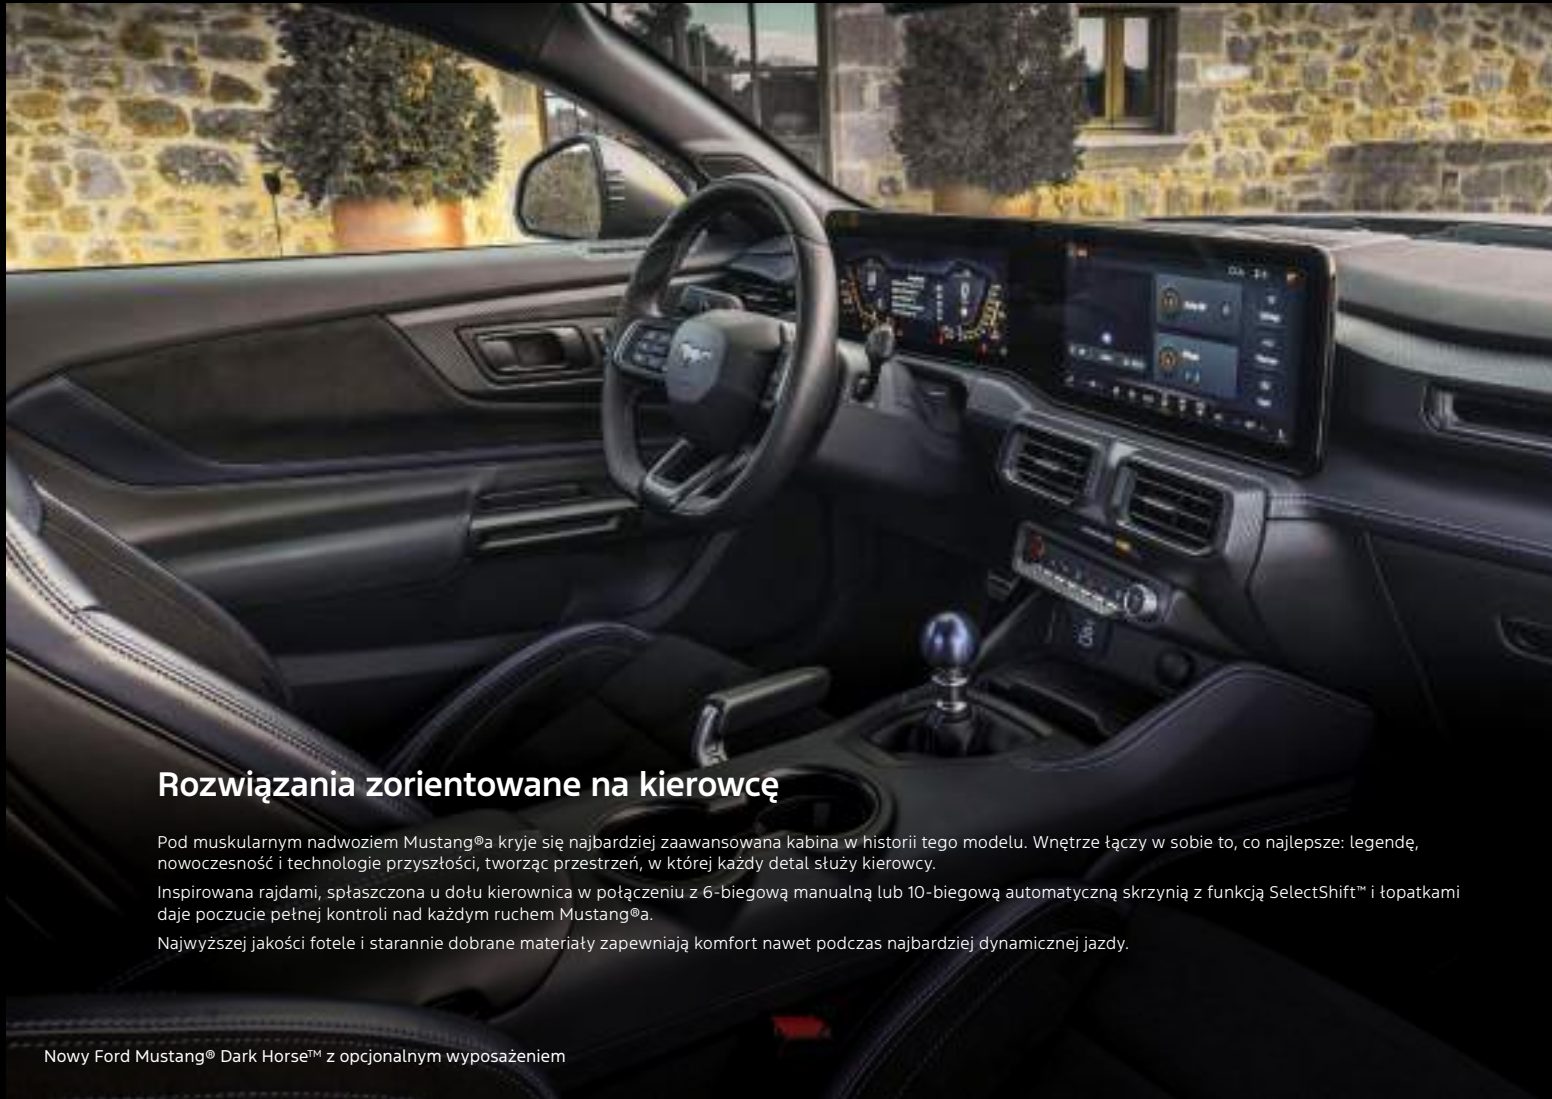 Rozwiązania zorientowane na kierowcę
Pod muskularnym nadwoziem Mustang®a kryje się najbardziej zaawansowana kabina w historii tego modelu. Wnętrze łączy w sobie to, co najlepsze: legendę,
nowoczesność i technologie przyszłości, tworząc przestrzeń, w której każdy detal służy kierowcy.
Inspirowana rajdami, spłaszczona u dołu kierownica w połączeniu z 6-biegową manualną lub 10-biegową automatyczną skrzynią z funkcją SelectShift™ i łopatkami
daje poczucie pełnej kontroli nad każdym ruchem Mustang®a.
Najwyższej jakości fotele i starannie dobrane materiały zapewniają komfort nawet podczas najbardziej dynamicznej jazdy.
Nowy Ford Mustang® Dark Horse™ z opcjonalnym wyposażeniem